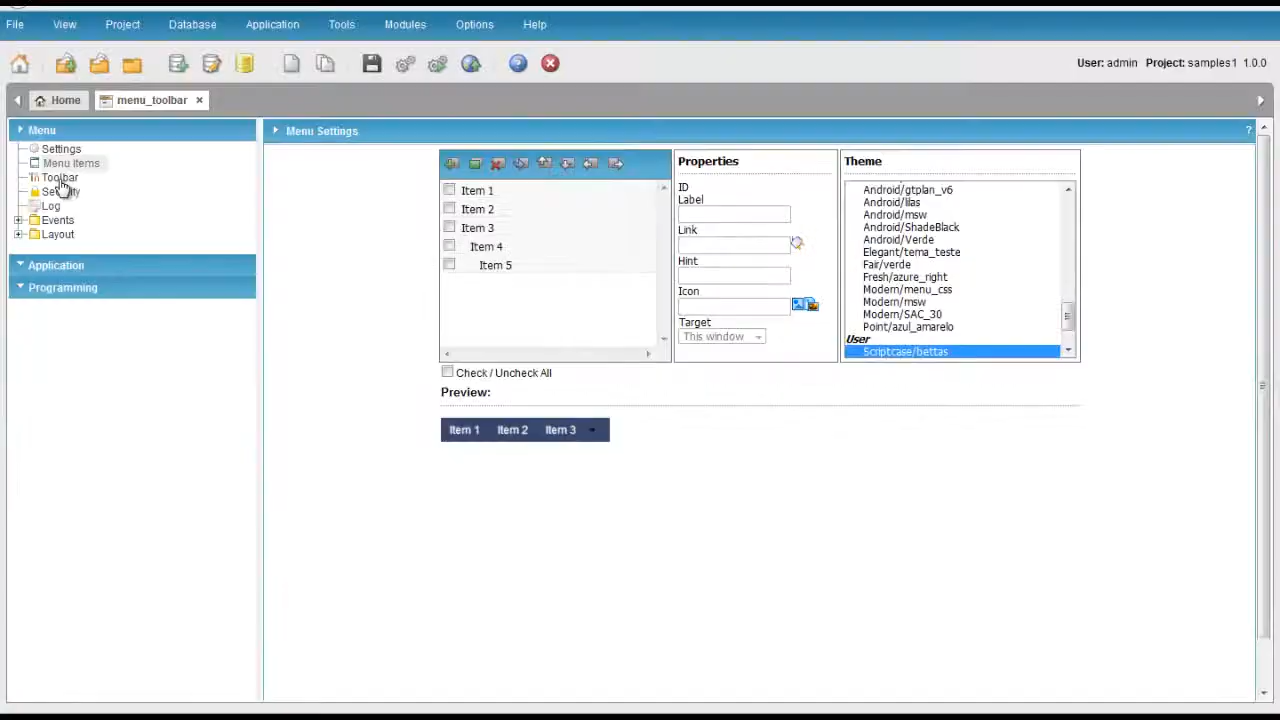 File View Project Database Application Tools Modules Options Help
User: admin Project: samples1 1.0.0
Home menu_toolbar
Menu
Settings
Menu Items
Toolbar
Log
Events
Layout
Application
Programming
Menu Settings ?
Item 1
Item 2
Item 3
Item 4
Item 5
Check / Uncheck All
Properties
ID
Label
Link
Hint
Icon
Target
This window
Theme
Android/gtplan_v6
Android/lilas
Android/msw
Android/ShadeBlack
Android/Verde
Elegant/tema_teste
Fair/verde
Fresh/azure_right
Modern/menu_css
Modern/msw
Modern/SAC_30
Point/azul_amarelo
User
Scriptcase/bettas
Preview:
Item 1 Item 2 Item 3